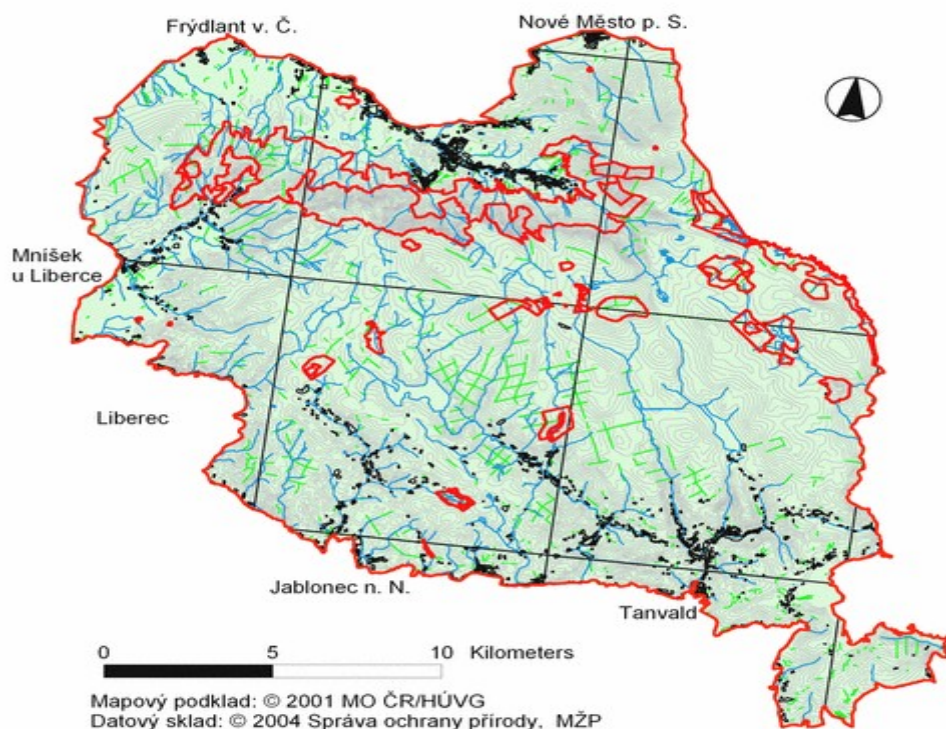 Frýdlant v. Č.
Nové Město p. S.
Mníšek
u Liberce
Liberec
Jablonec n. N.
Tanvald
0 5 10 Kilometers
Mapový podklad: © 2001 MO ČR/HÚVG
Datový sklad: © 2004 Správa ochrany přírody, MŽP